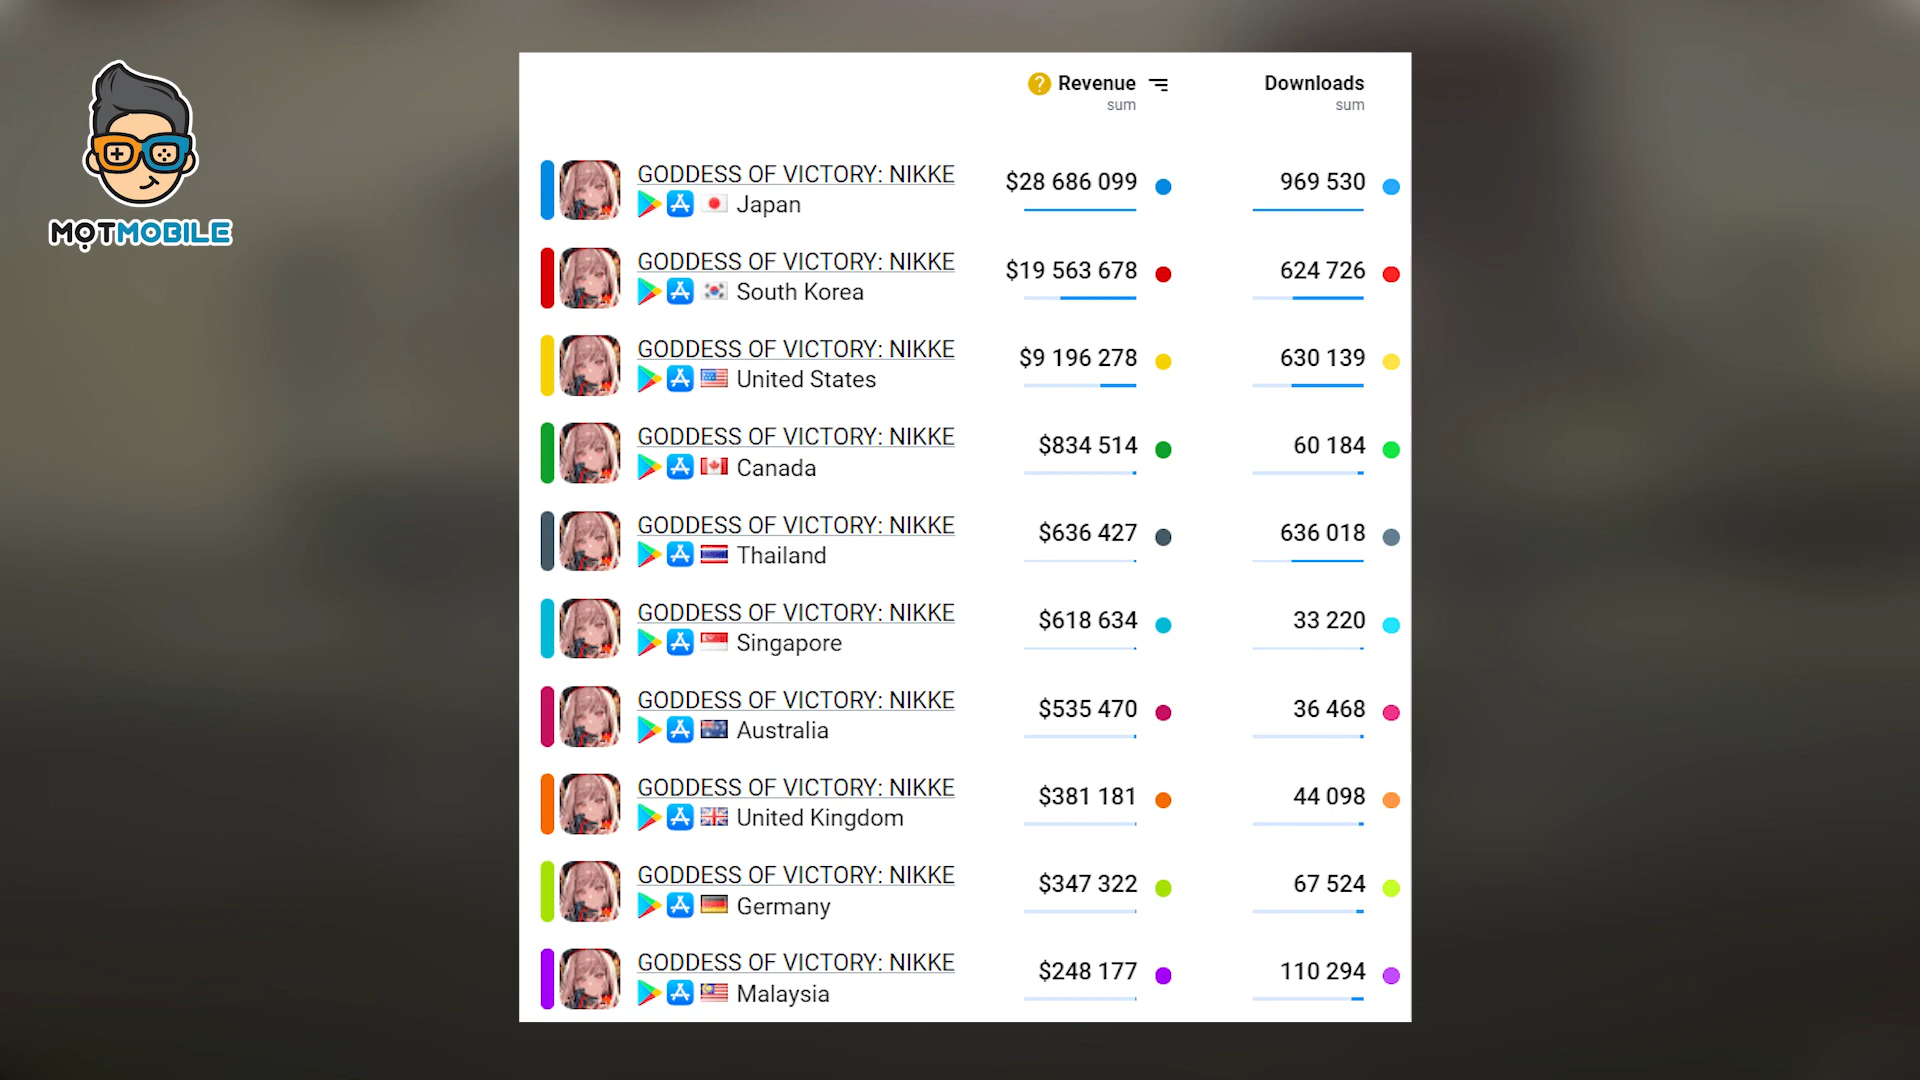 MỌTMOBILE
? Revenue Downloads
sum sum
GODDESS OF VICTORY: NIKKE $28 686 099 969 530
Japan
GODDESS OF VICTORY: NIKKE $19 563 678 624 726
South Korea
GODDESS OF VICTORY: NIKKE $9 196 278 630 139
United States
GODDESS OF VICTORY: NIKKE $834 514 60 184
Canada
GODDESS OF VICTORY: NIKKE $636 427 636 018
Thailand
GODDESS OF VICTORY: NIKKE $618 634 33 220
Singapore
GODDESS OF VICTORY: NIKKE $535 470 36 468
Australia
GODDESS OF VICTORY: NIKKE $381 181 44 098
United Kingdom
GODDESS OF VICTORY: NIKKE $347 322 67 524
Germany
GODDESS OF VICTORY: NIKKE $248 177 110 294
Malaysia